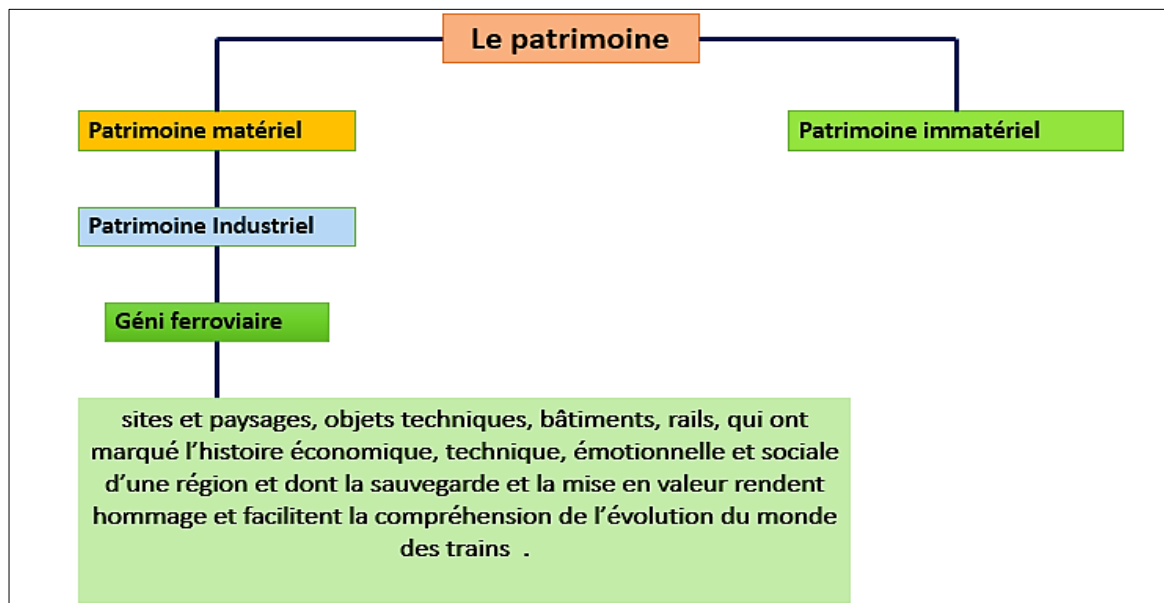 Le patrimoine
Patrimoine matériel
Patrimoine immatériel
Patrimoine Industriel
Géni ferroviaire
sites et paysages, objets techniques, bâtiments, rails, qui ont
marqué l’histoire économique, technique, émotionnelle et sociale
d’une région et dont la sauvegarde et la mise en valeur rendent
hommage et facilitent la compréhension de l’évolution du monde
des trains .